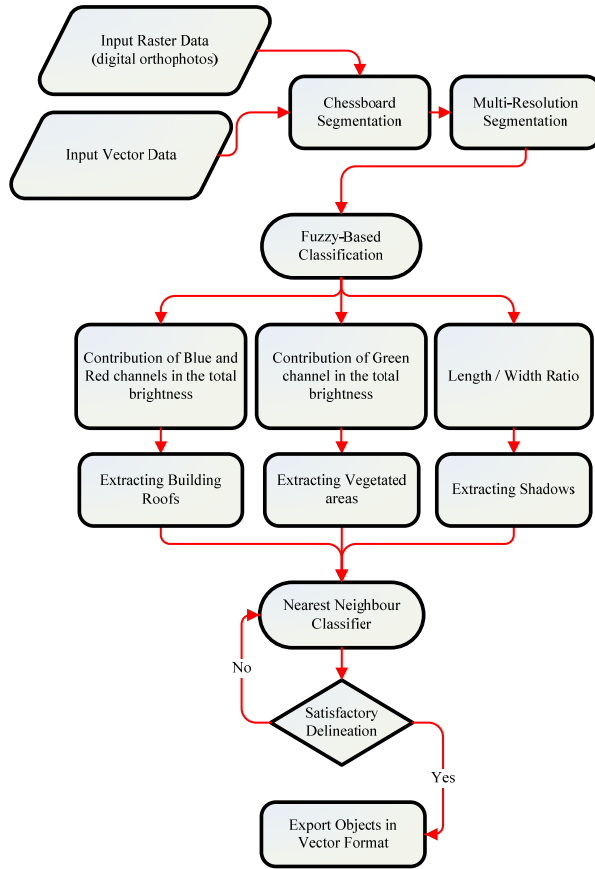 Input Raster Data
(digital orthophotos)
Chessboard
Segmentation
Multi-Resolution
Segmentation
Input Vector Data
Fuzzy-Based
Classification
Contribution of Blue and
Red channels in the total
brightness
Contribution of Green
channel in the total
brightness
Length / Width Ratio
Extracting Building
Roofs
Extracting Vegetated
areas
Extracting Shadows
Nearest Neighbour
Classifier
No
Satisfactory
Delineation
Yes
Export Objects in
Vector Format